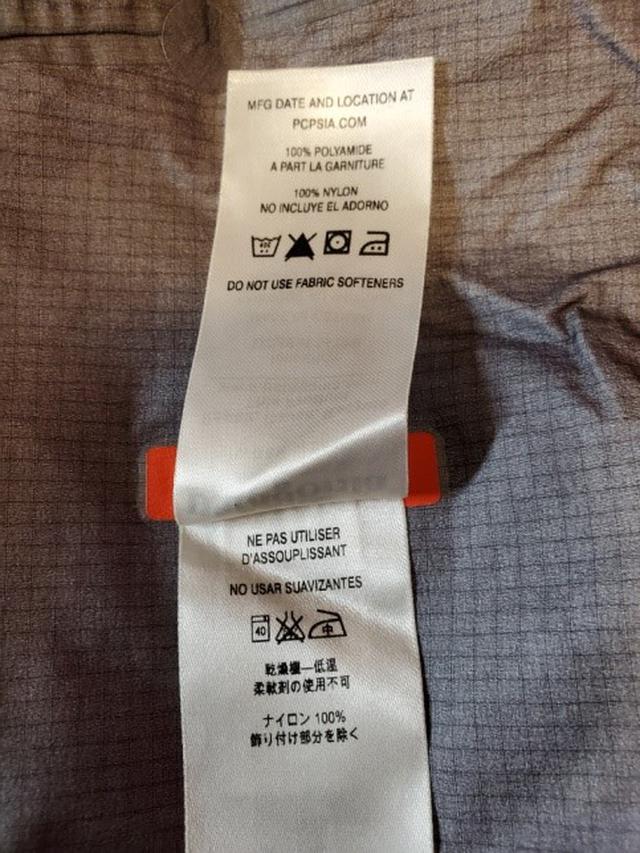 MFG DATE AND LOCATION AT
PCPSIA.COM
100% POLYAMIDE
A PART LA GARNITURE
100% NYLON
NO INCLUYE EL ADORNO
DO NOT USE FABRIC SOFTENERS
NE PAS UTILISER
D'ASSOUPLISSANT
NO USAR SUAVIZANTES
40 中
乾燥機—低温
柔軟剤の使用不可
ナイロン 100%
飾り付け部分を除く